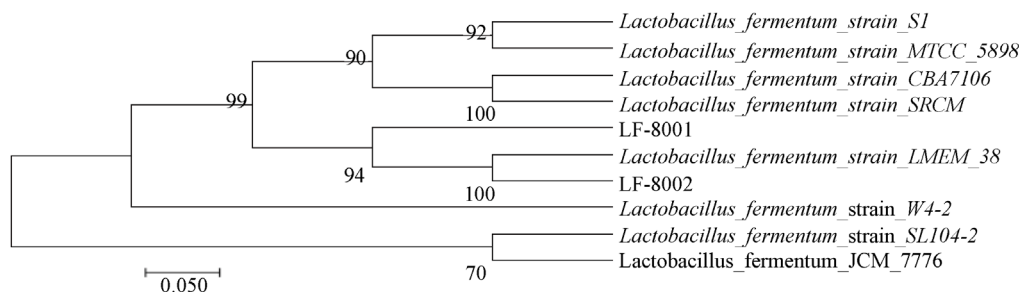 Lactobacillus_fermentum_strain_S1
92
Lactobacillus_fermentum_strain_MTCC_5898
90
Lactobacillus_fermentum_strain_CBA7106
99
Lactobacillus_fermentum_strain_SRCM
100
LF-8001
Lactobacillus_fermentum_strain_LMEM_38
94
LF-8002
100
Lactobacillus_fermentum_strain_W4-2
Lactobacillus_fermentum_strain_SL104-2
Lactobacillus_fermentum_JCM_7776
70
0.050